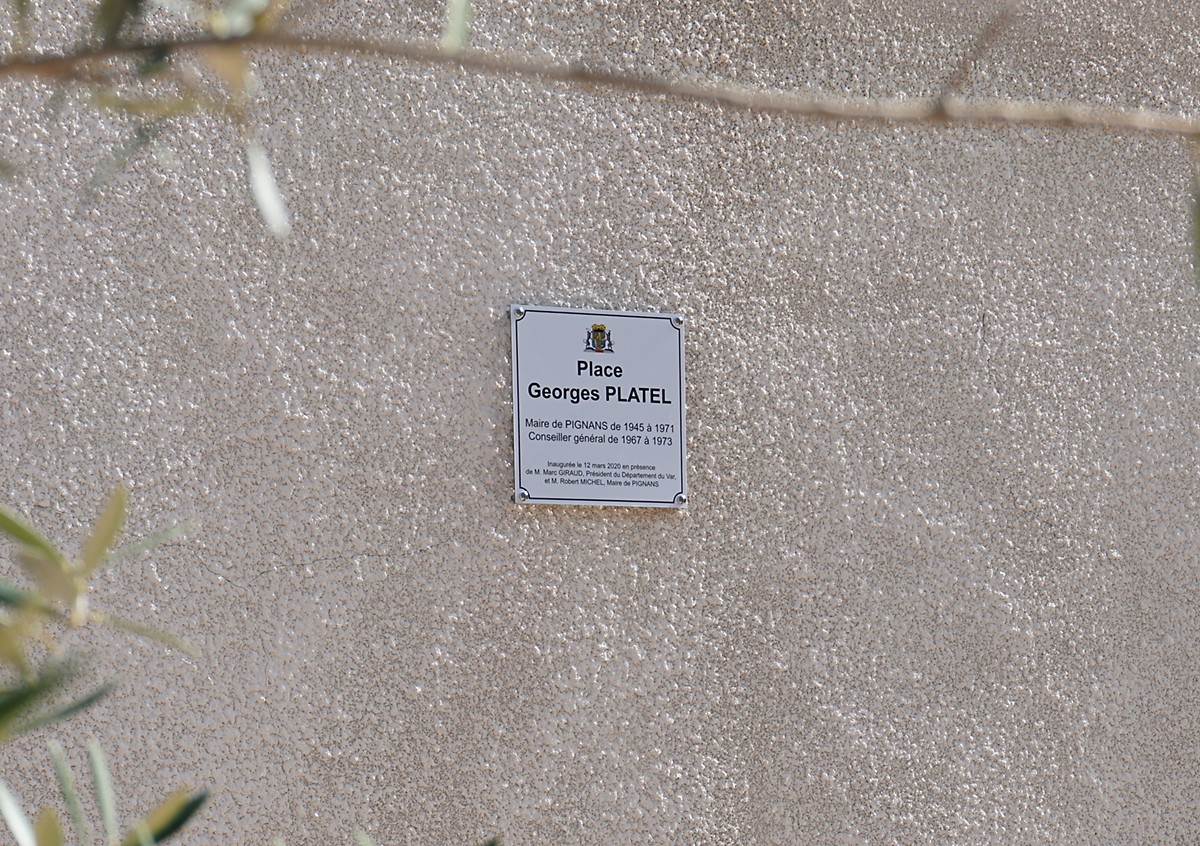 Place
Georges PLATEL
Maire de PIGNANS de 1945 à 1971
Conseiller général de 1967 à 1973
Inaugurée le 12 mars 2020 en présence
de M. Marc GIRAUD, Président du Département du Var,
et M. Robert MICHEL, Maire de PIGNANS